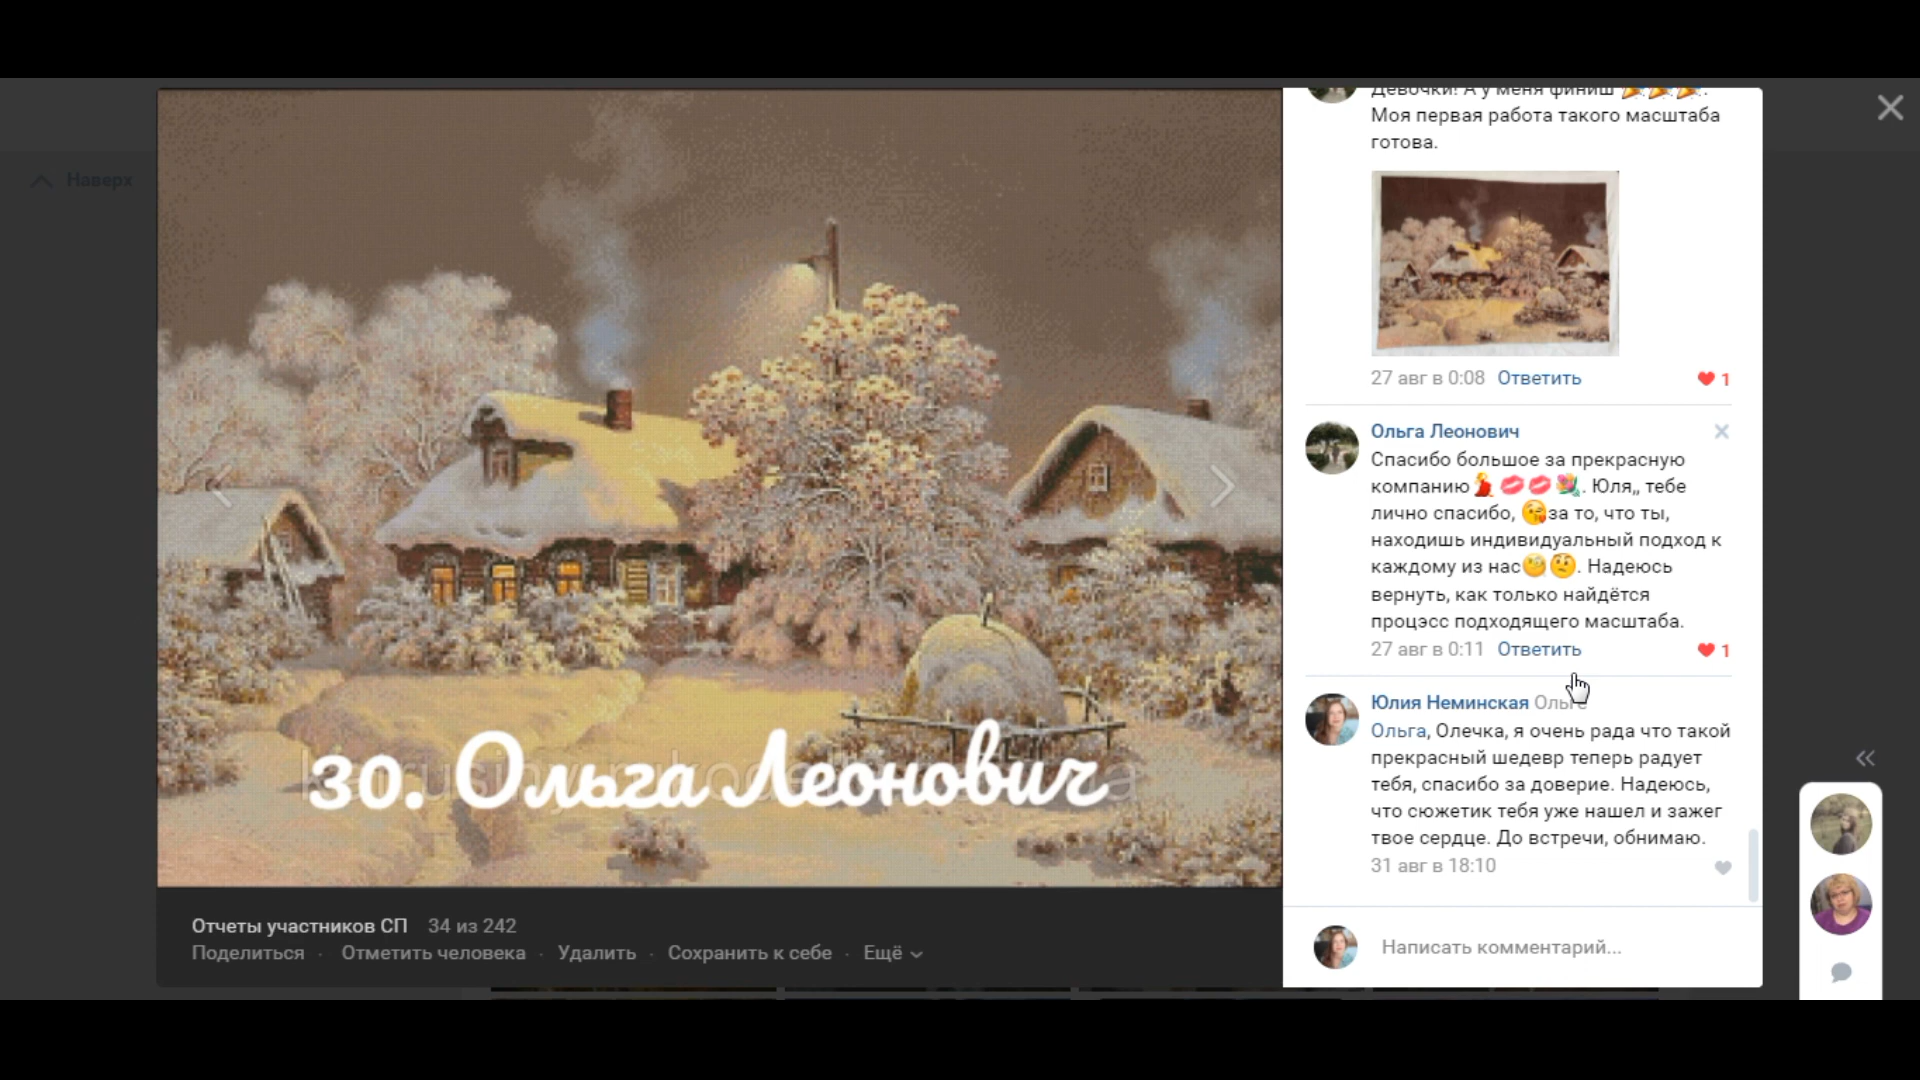 Наверх
30. Ольга Леонович
Отчеты участников СП 34 из 242
Поделиться · Отметить человека · Удалить · Сохранить к себе · Ещё
Девочки! А у меня финиш 🎉🎉🎉.
Моя первая работа такого масштаба
готова.
27 авг в 0:08 Ответить
1
Ольга Леонович
Спасибо большое за прекрасную
компанию💃💋💋💐. Юля,, тебе
лично спасибо, 😘за то, что ты,
находишь индивидуальный подход к
каждому из нас🧐🤨. Надеюсь
вернуть, как только найдётся
процэсс подходящего масштаба.
27 авг в 0:11 Ответить
1
Юлия Неминская Ольге
Ольга, Олечка, я очень рада что такой
прекрасный шедевр теперь радует
тебя, спасибо за доверие. Надеюсь,
что сюжетик тебя уже нашел и зажег
твое сердце. До встречи, обнимаю.
31 авг в 18:10
Написать комментарий...